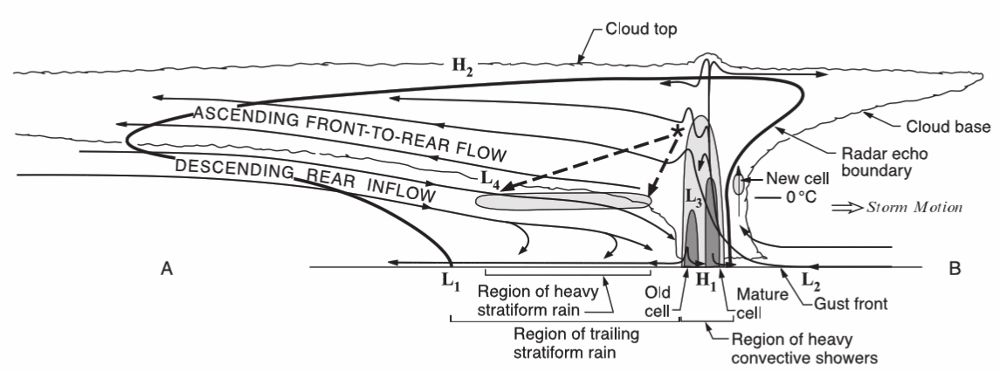 Cloud top
H2
ASCENDING FRONT-TO-REAR FLOW
Cloud base
Radar echo
boundary
DESCENDING REAR INFLOW
L4
New cell
0°C
L3
Storm Motion
A
B
L1
H1
L2
Region of heavy
stratiform rain
Old
cell
Mature
cell
Gust front
Region of trailing
stratiform rain
Region of heavy
convective showers